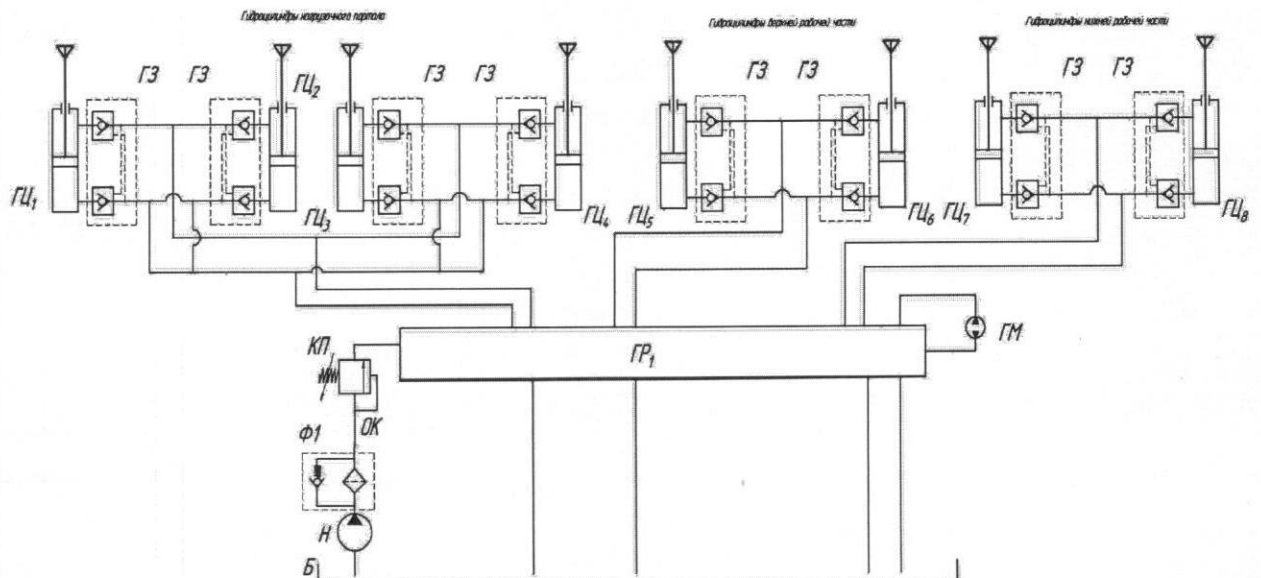 Гидроцилиндры нагрузочного портала
Гидроцилиндры верхней рабочей части
Гидроцилиндры нижней рабочей части
ГЗ ГЗ ГЦ₂ ГЗ ГЗ ГЗ ГЗ ГЗ ГЗ
ГЦ₁ ГЦ₃ ГЦ₄ ГЦ₅ ГЦ₆ ГЦ₇ ГЦ₈
КП ГР₁ ГМ
ОК
Ф1
Н
Б